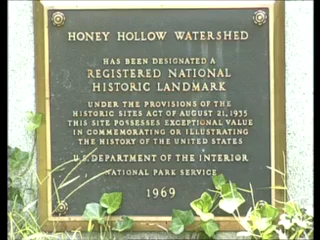 HONEY HOLLOW WATERSHED
HAS BEEN DESIGNATED A
REGISTERED NATIONAL
HISTORIC LANDMARK
UNDER THE PROVISIONS OF THE
HISTORIC SITES ACT OF AUGUST 21, 1935
THIS SITE POSSESSES EXCEPTIONAL VALUE
IN COMMEMORATING OR ILLUSTRATING
THE HISTORY OF THE UNITED STATES
U.S. DEPARTMENT OF THE INTERIOR
NATIONAL PARK SERVICE
1969